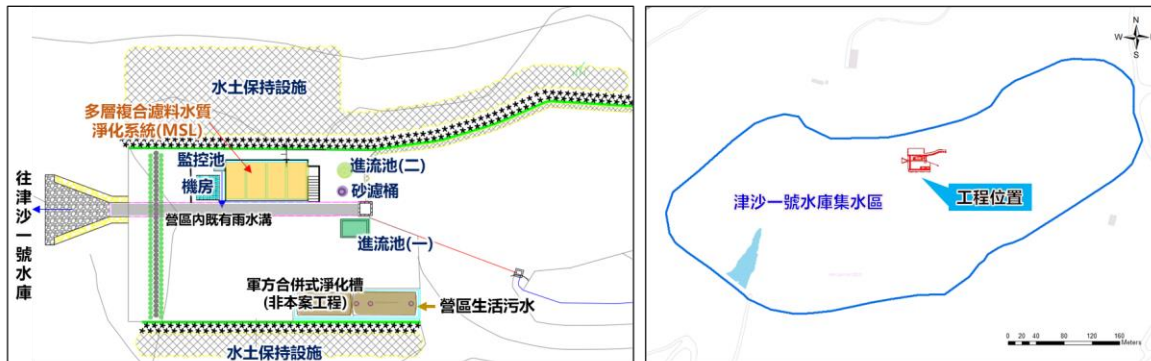 水土保持設施
多層複合濾料水質
淨化系統(MSL)
監控池
進流池(二)
機房
砂濾桶
往津沙一號水庫
營區內既有雨水溝
進流池(一)
軍方合併式淨化槽
(非本案工程)
營區生活污水
水土保持設施
N
W
E
S
工程位置
津沙一號水庫集水區
0 20 40 80 120 160
Meters